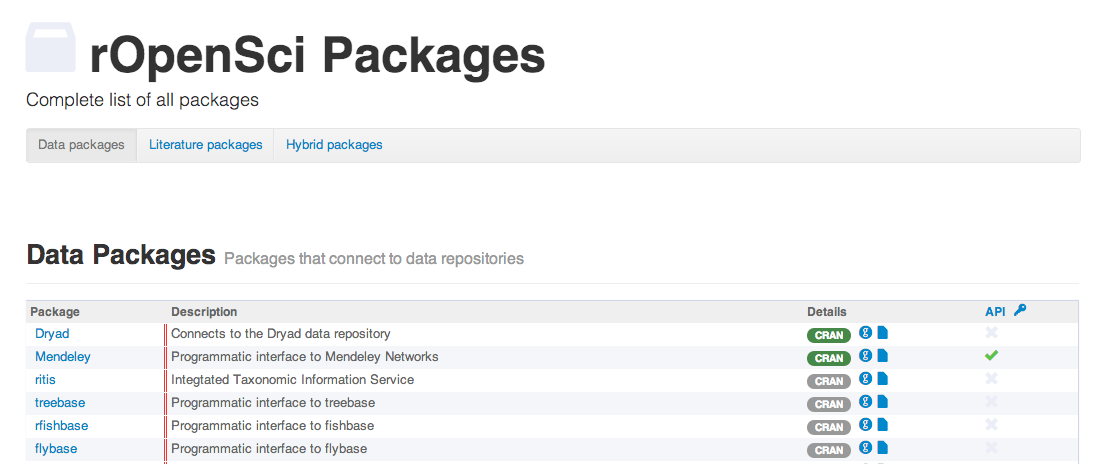 rOpenSci Packages
Complete list of all packages
Data packages Literature packages Hybrid packages
Data Packages Packages that connect to data repositories
Package Description Details API
Dryad Connects to the Dryad data repository CRAN g
Mendeley Programmatic interface to Mendeley Networks CRAN g
ritis Integtated Taxonomic Information Service CRAN g
treebase Programmatic interface to treebase CRAN g
rfishbase Programmatic interface to fishbase CRAN g
flybase Programmatic interface to flybase CRAN g